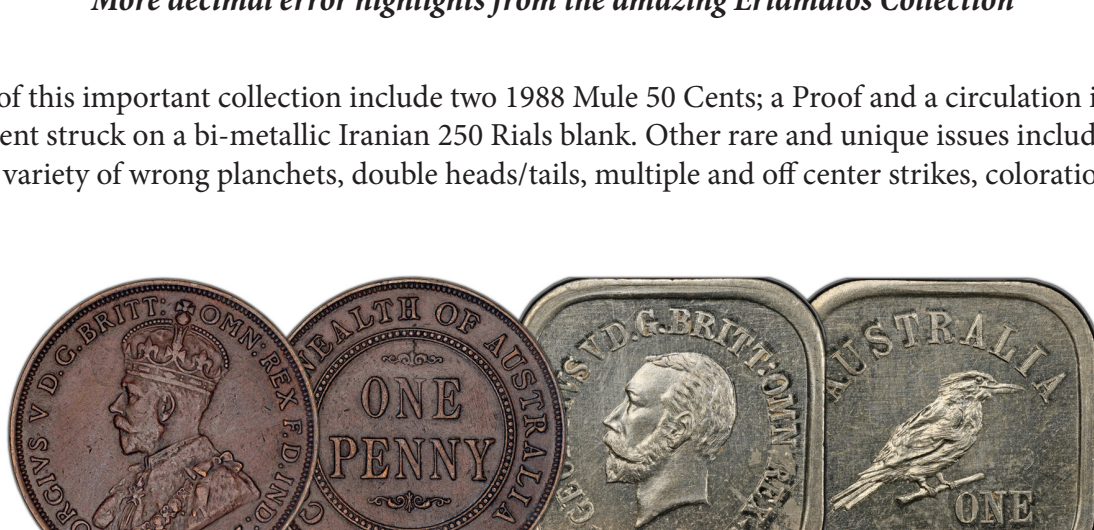 More decimal error highlights from the amazing Erlamalos Collection
of this important collection include two 1988 Mule 50 Cents; a Proof and a circulation i
ent struck on a bi-metallic Iranian 250 Rials blank. Other rare and unique issues includ
variety of wrong planchets, double heads/tails, multiple and off center strikes, coloratio
ORGIVS V D.G.BRITT: OMN: REX F.D.IND:
WEALTH OF AUSTRALIA
ONE
PENNY
GEORGIVS V D.G.BRITT: OMN: REX
AUSTRALIA
ONE